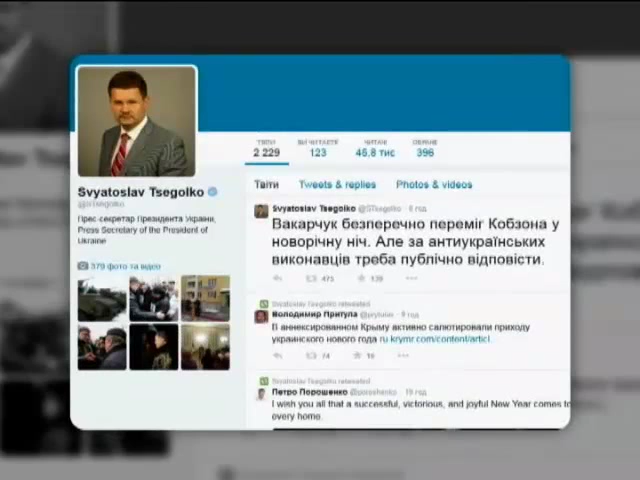 ТВІТИ
2 229
ВИ ЧИТАЄТЕ
123
ЧИТАЧІ
45,8 тис
ОБРАНЕ
396
Svyatoslav Tsegolko
@STsegolko
Прес-секретар Президента України,
Press Secretary of the President of
Ukraine
379 фото та відео
Твіти
Tweets & replies
Photos & videos
Svyatoslav Tsegolko @STsegolko · 6 год
Вакарчук безперечно переміг Кобзона у
новорічну ніч. Але за антиукраїнських
виконавців треба публічно відповісти.
473
139
Svyatoslav Tsegolko retweeted
Володимир Притула @prytulas · 9 год
В аннексированном Крыму активно салютировали приходу
украинского нового года ru.krymr.com/content/articl
74
16
Svyatoslav Tsegolko retweeted
Петро Порошенко @poroshenko · 19 год
I wish you all that a successful, victorious, and joyful New Year comes to
every home.